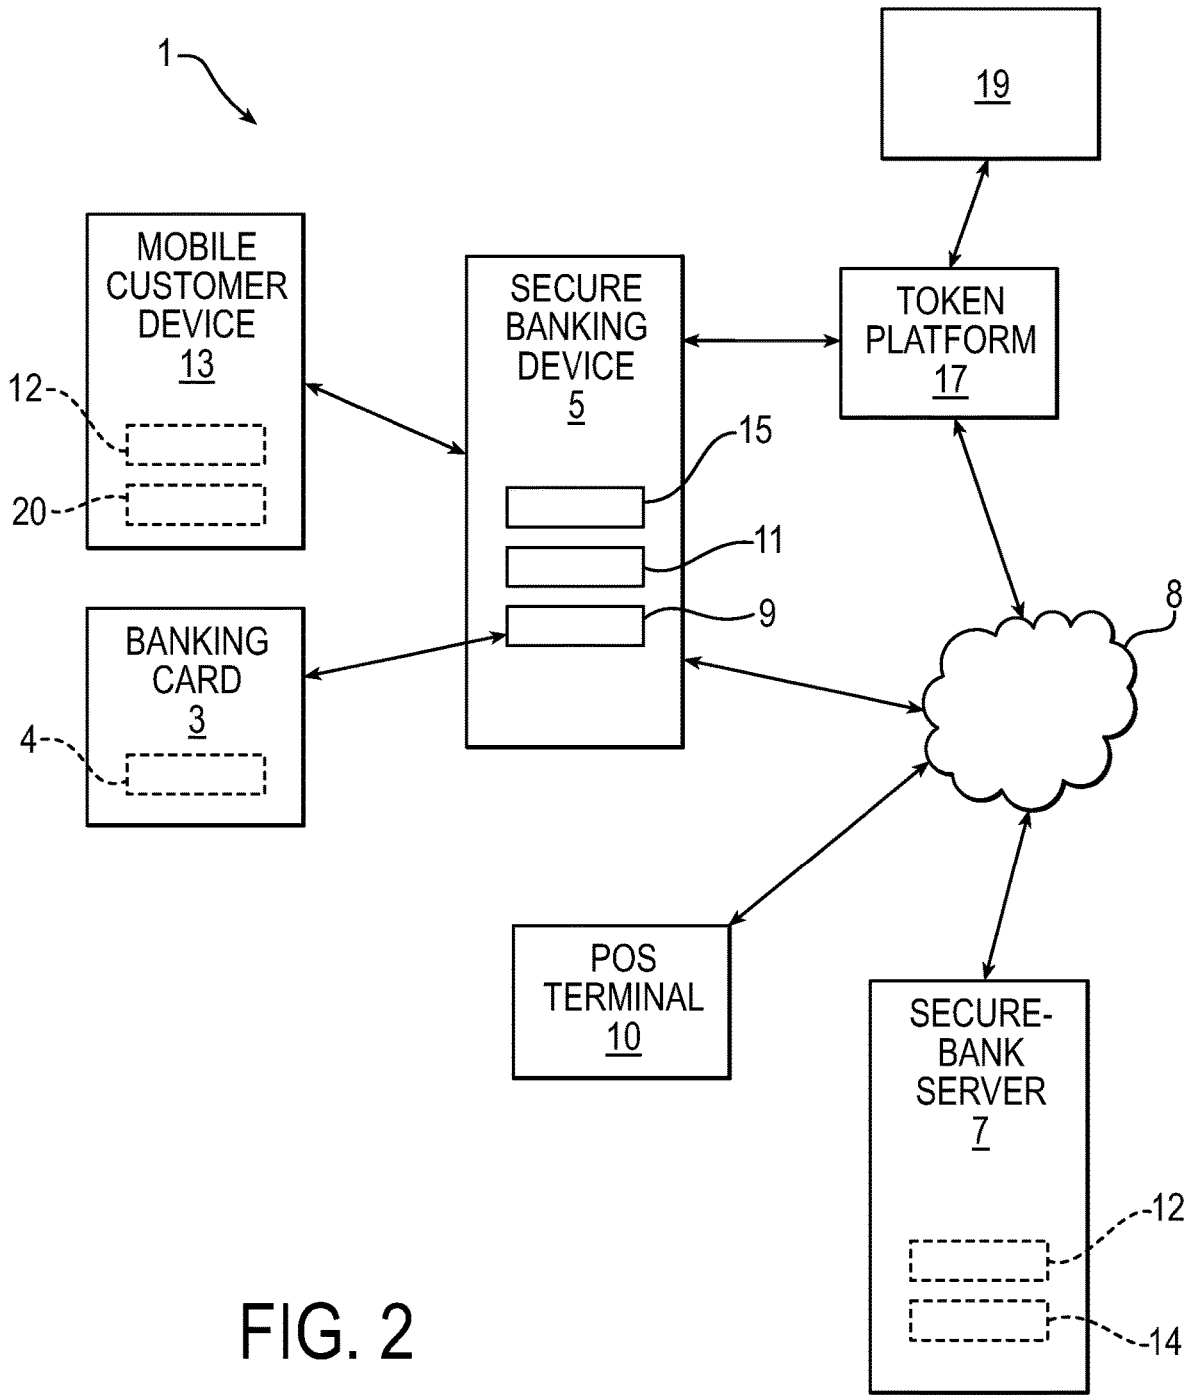 1
19
MOBILE
CUSTOMER
DEVICE
13
12
20
SECURE
BANKING
DEVICE
5
15
11
9
TOKEN
PLATFORM
17
8
BANKING
CARD
3
4
POS
TERMINAL
10
SECURE-
BANK
SERVER
7
12
14
FIG. 2